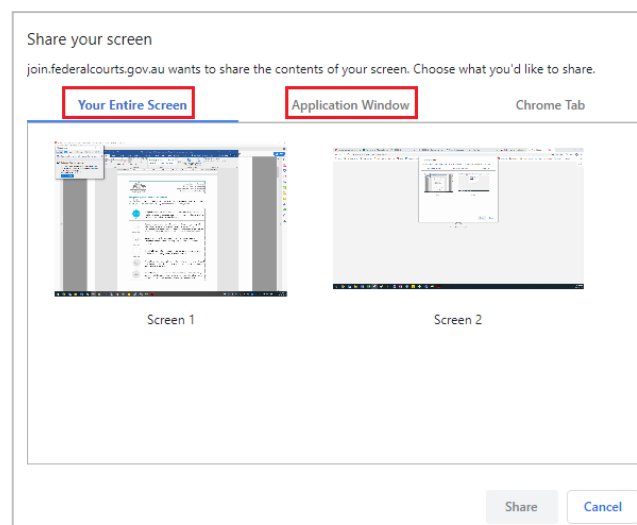 Share your screen
join.federalcourts.gov.au wants to share the contents of your screen. Choose what you'd like to share.
Your Entire Screen Application Window Chrome Tab
Screen 1 Screen 2
Share Cancel